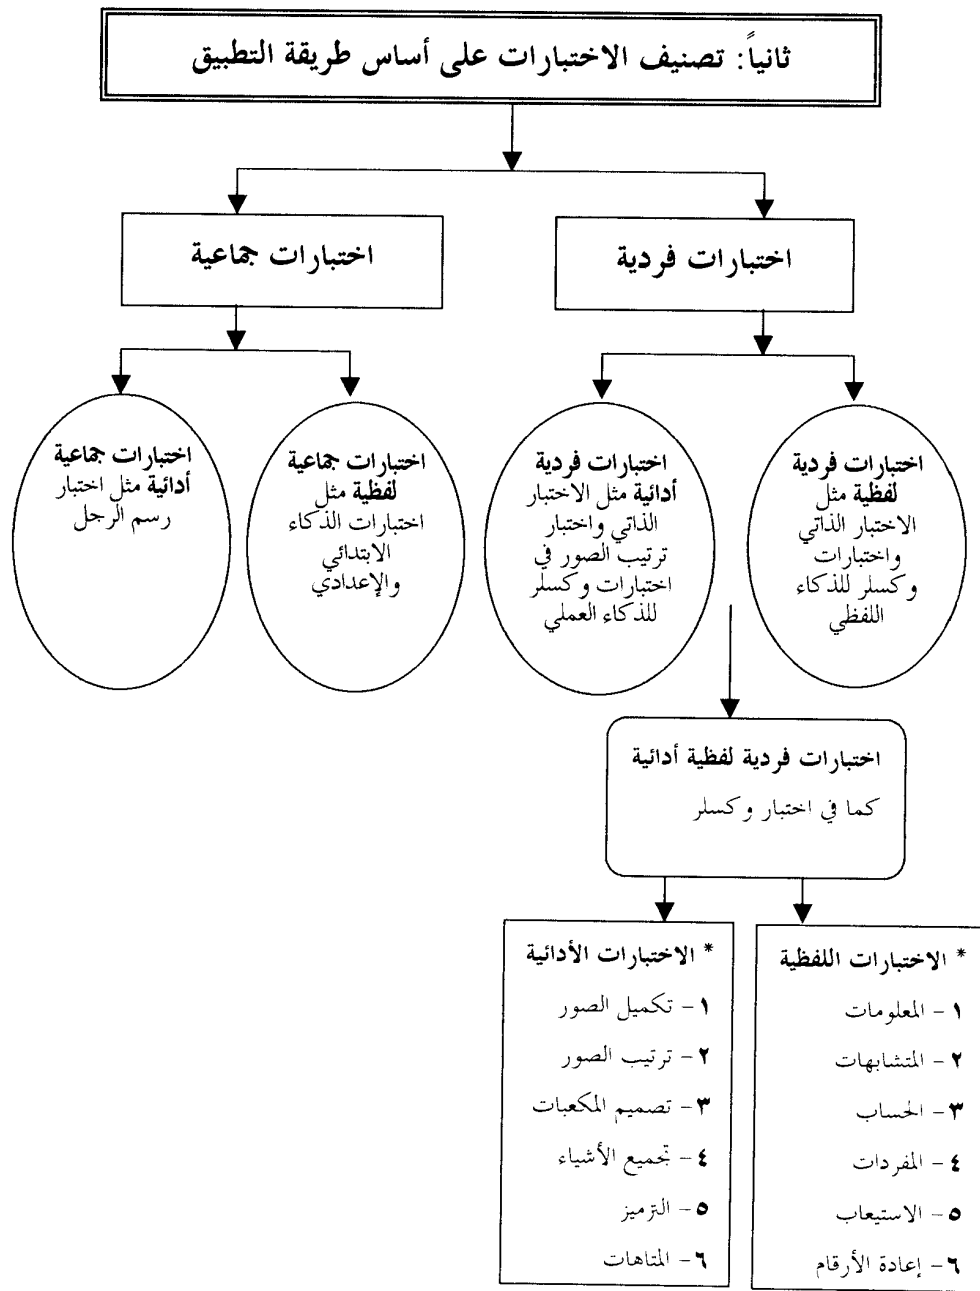 ثانياً: تصنيف الاختبارات على أساس طريقة التطبيق
اختبارات فردية
اختبارات جماعية
اختبارات فردية
لفظية مثل
الاختبار الذاتي
واختبارات
وكسلر للذكاء
اللفظي
اختبارات فردية
أدائية مثل الاختبار
الذاتي واختبار
ترتيب الصور في
اختبارات وكسلر
للذكاء العملي
اختبارات جماعية
لفظية مثل
اختبارات الذكاء
الابتدائي
والإعدادي
اختبارات جماعية
أدائية مثل اختبار
رسم الرجل
اختبارات فردية لفظية أدائية
كما في اختبار وكسلر
* الاختبارات اللفظية
١- المعلومات
٢- المتشابهات
٣- الحساب
٤- المفردات
٥- الاستيعاب
٦- إعادة الأرقام
* الاختبارات الأدائية
١- تكميل الصور
٢- ترتيب الصور
٣- تصميم المكعبات
٤- تجميع الأشياء
٥- الترميز
٦- المتاهات